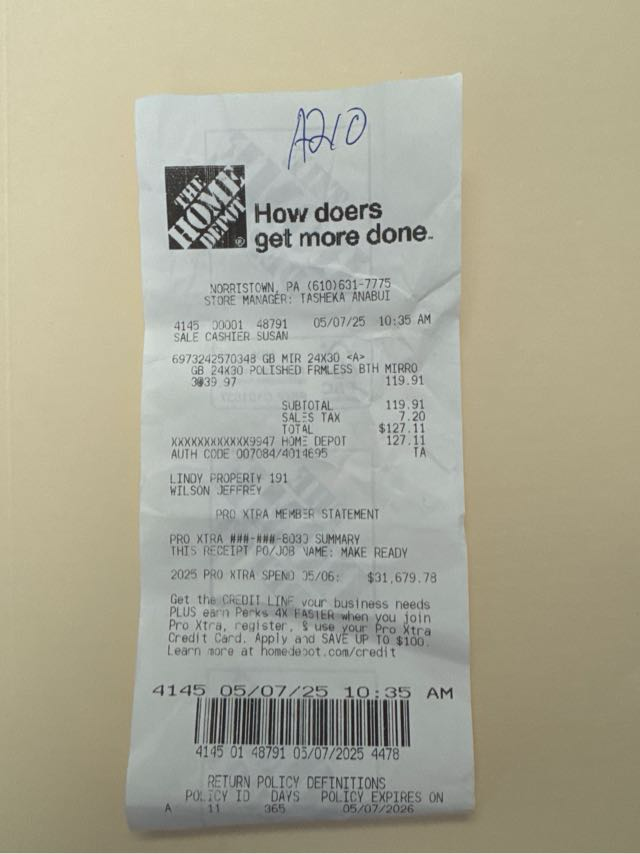 A210
THE HOME DEPOT ®
How doers
get more done™
NORRISTOWN, PA (610)631-7775
STORE MANAGER: TASHEKA ANABUI
4145 00001 48791 05/07/25 10:35 AM
SALE CASHIER SUSAN
6973242570348 GB MIR 24X30 <A>
GB 24X30 POLISHED FRMLESS BTH MIRRO
3@39.97 119.91
SUBTOTAL 119.91
SALES TAX 7.20
TOTAL $127.11
XXXXXXXXXXXX9947 HOME DEPOT 127.11
AUTH CODE 007084/4014695 TA
LINDY PROPERTY 191
WILSON JEFFREY
PRO XTRA MEMBER STATEMENT
PRO XTRA ###-###-8030 SUMMARY
THIS RECEIPT PO/JOB NAME: MAKE READY
2025 PRO XTRA SPEND 05/06: $31,679.78
Get the CREDIT LINE your business needs
PLUS earn Perks 4X FASTER when you join
Pro Xtra, register, & use your Pro Xtra
Credit Card. Apply and SAVE UP TO $100.
Learn more at homedepot.com/credit
4145 05/07/25 10:35 AM
4145 01 48791 05/07/2025 4478
RETURN POLICY DEFINITIONS
POLICY ID DAYS POLICY EXPIRES ON
A 11 365 05/07/2026